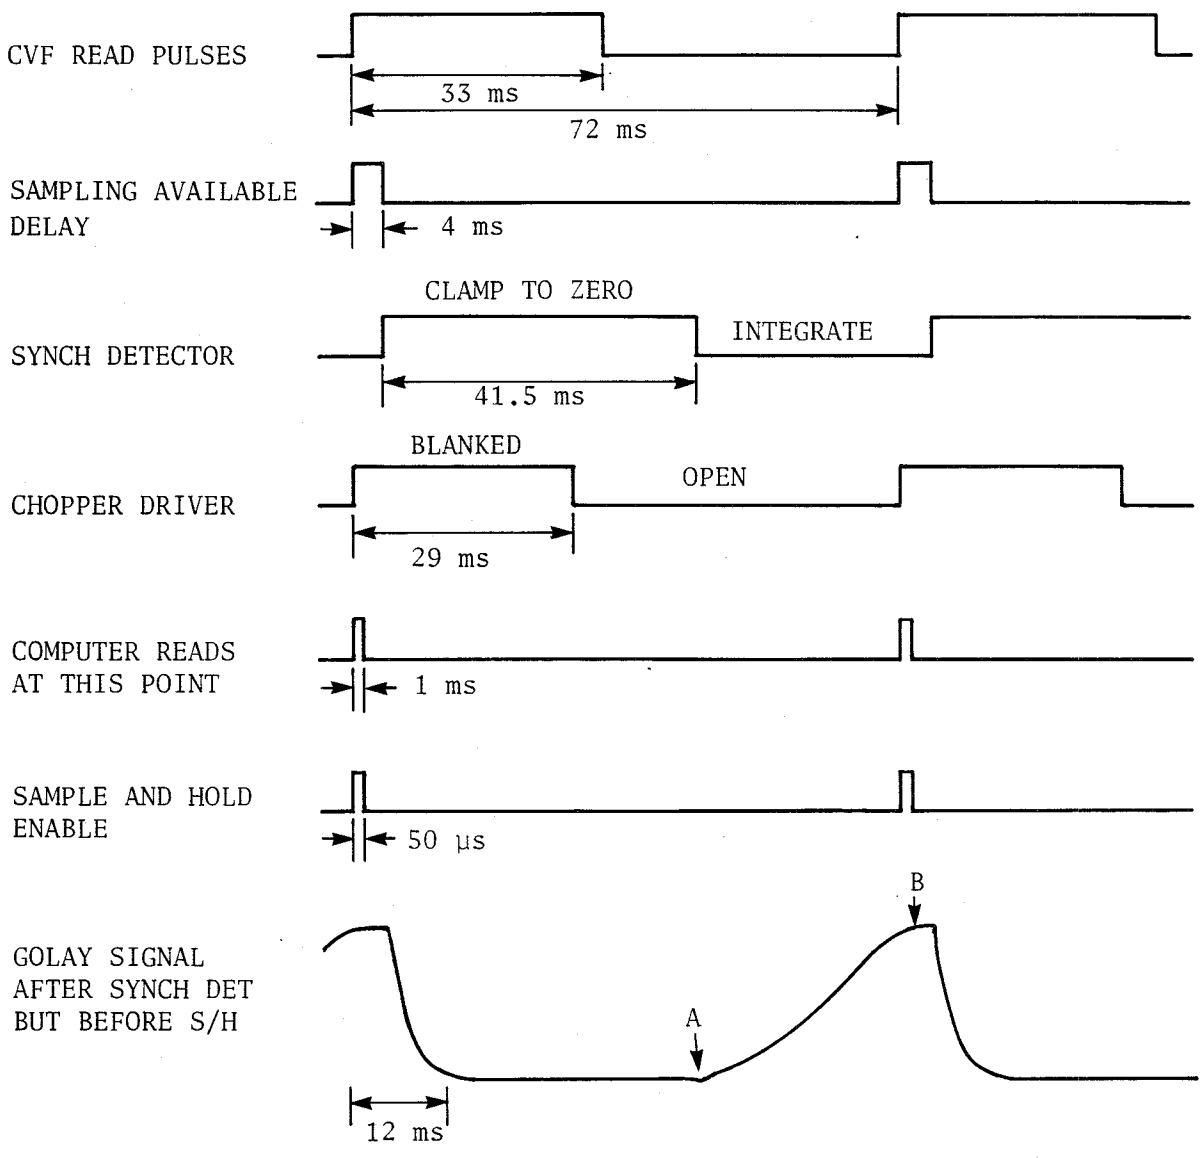 CVF READ PULSES
33 ms
72 ms
SAMPLING AVAILABLE
DELAY
4 ms
CLAMP TO ZERO
INTEGRATE
SYNCH DETECTOR
41.5 ms
BLANKED
OPEN
CHOPPER DRIVER
29 ms
COMPUTER READS
AT THIS POINT
1 ms
SAMPLE AND HOLD
ENABLE
50 µs
B
GOLAY SIGNAL
AFTER SYNCH DET
BUT BEFORE S/H
A
12 ms